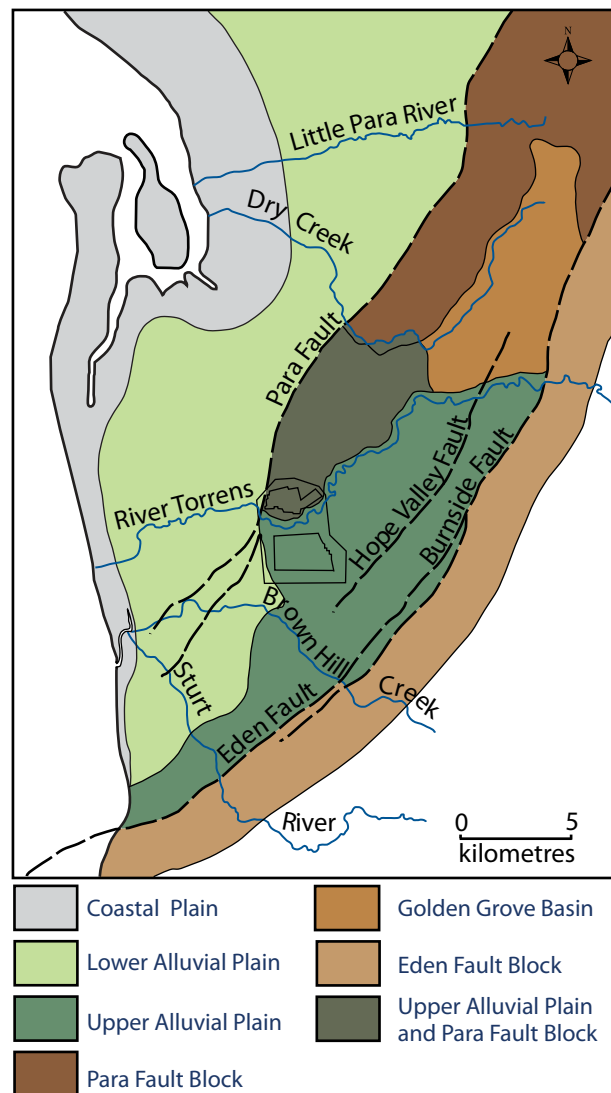 N
Little Para River
Dry Creek
Para Fault
River Torrens
Hope Valley Fault
Burnside Fault
Brown Hill
Creek
Sturt
River
Eden Fault
0 5
kilometres
Coastal Plain
Lower Alluvial Plain
Upper Alluvial Plain
Para Fault Block
Golden Grove Basin
Eden Fault Block
Upper Alluvial Plain
and Para Fault Block